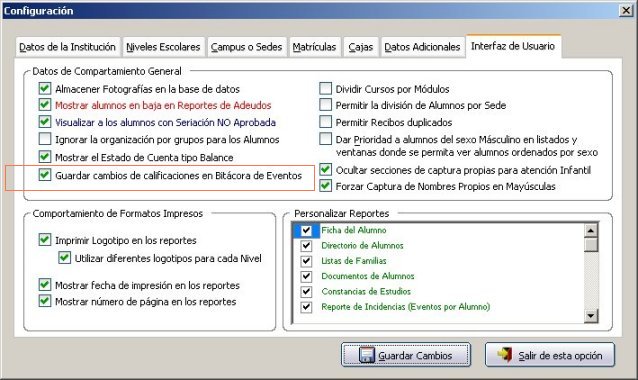 Configuración
Datos de la Institución
Niveles Escolares
Campus o Sedes
Matrículas
Cajas
Datos Adicionales
Interfaz de Usuario
Datos de Compartamiento General
Almacener Fotografías en la base de datos
Mostrar alumnos en baja en Reportes de Adeudos
Visualizar a los alumnos con Seriación NO Aprobada
Ignorar la organización por grupos para los Alumnos
Mostrar el Estado de Cuenta tipo Balance
Guardar cambios de calificaciones en Bitácora de Eventos
Dividir Cursos por Módulos
Permitir la división de Alumnos por Sede
Permitir Recibos duplicados
Dar Prioridad a alumnos del sexo Másculino en listados y
ventanas donde se permita ver alumnos ordenados por sexo
Ocultar secciones de captura propias para atención Infantil
Forzar Captura de Nombres Propios en Mayúsculas
Comportamiento de Formatos Impresos
Imprimir Logotipo en los reportes
Utilizar diferentes logotipos para cada Nivel
Mostrar fecha de impresión en los reportes
Mostrar número de página en los reportes
Personalizar Reportes
Ficha del Alumno
Directorio de Alumnos
Listas de Familias
Documentos de Alumnos
Constancias de Estudios
Reporte de Incidencias (Eventos por Alumno)
Guardar Cambios
Salir de esta opción